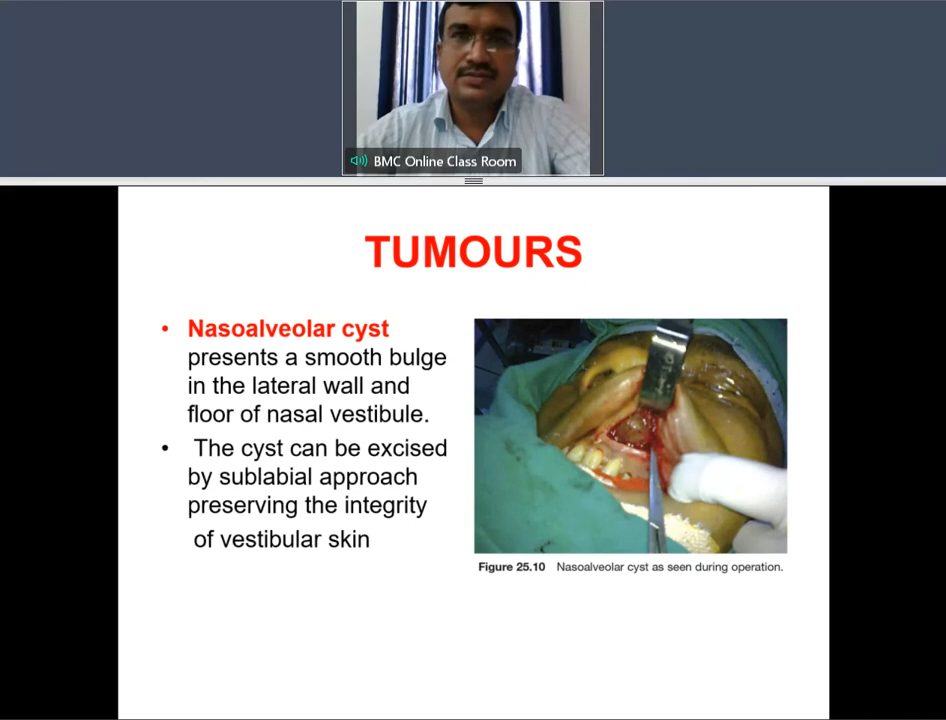 BMC Online Class Room
TUMOURS
• Nasoalveolar cyst
presents a smooth bulge
in the lateral wall and
floor of nasal vestibule.
• The cyst can be excised
by sublabial approach
preserving the integrity
of vestibular skin
Figure 25.10 Nasoalveolar cyst as seen during operation.